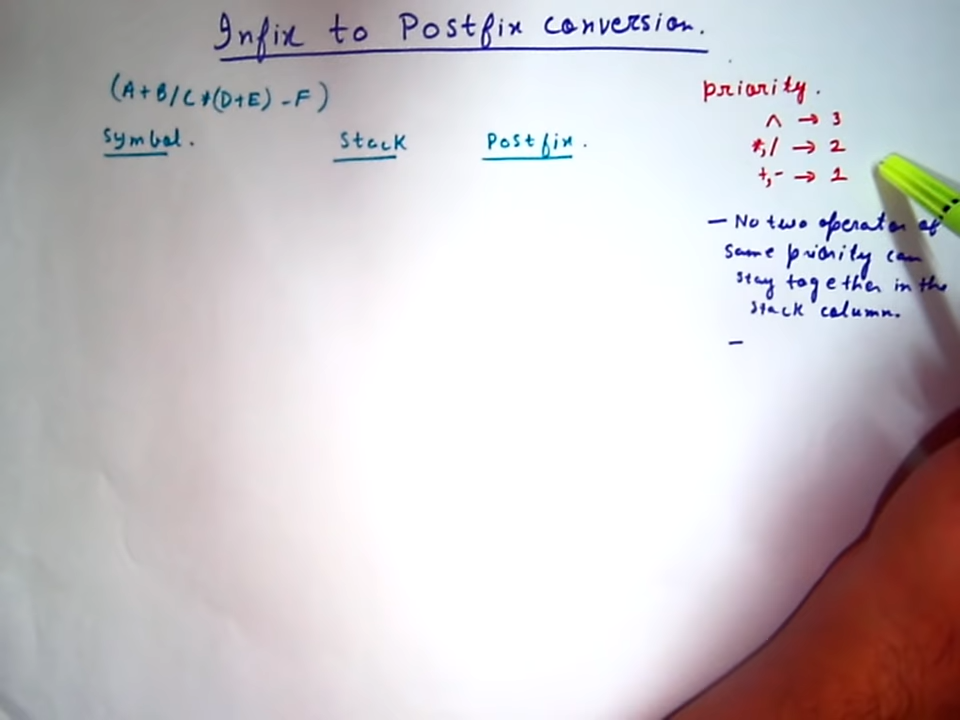 Infix to Postfix conversion.
(A+B/C*(D+E)-F)
Symbol. Stack Postfix.
priority.
^ → 3
*,/ → 2
+,- → 1
- No two operator of
same priority can
stay together in the
stack column.
-